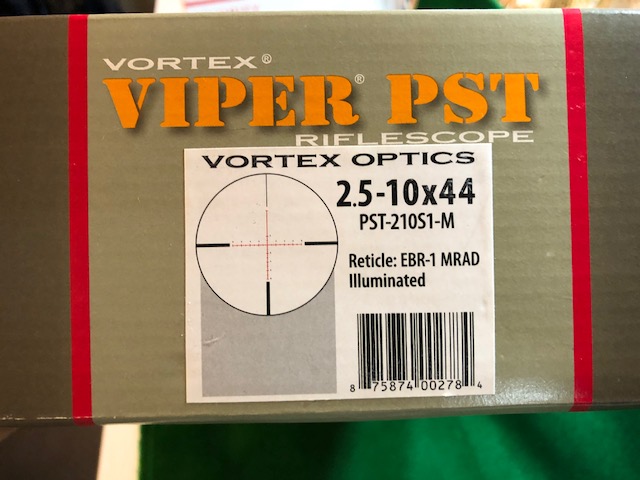 VORTEX®
VIPER® PST
RIFLESCOPE
VORTEX OPTICS
2.5-10x44
PST-210S1-M
Reticle: EBR-1 MRAD
Illuminated
8 75874 00278 4